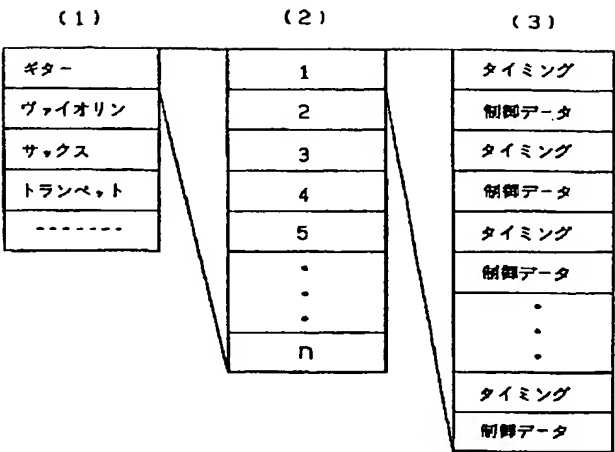 (1)
(2)
(3)
ギター
ヴァイオリン
サックス
トランペット
-------
1
2
3
4
5
・
・
・
n
タイミング
制御データ
タイミング
制御データ
タイミング
制御データ
・
・
・
タイミング
制御データ